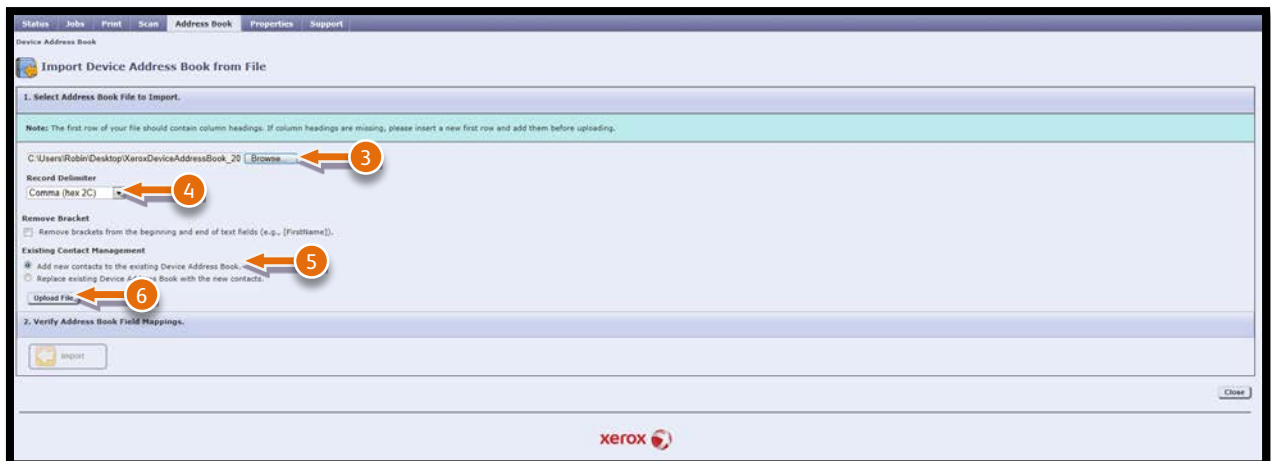 Status Jobs Print Scan Address Book Properties Support
Device Address Book
Import Device Address Book from File
1. Select Address Book File to Import.
Note: The first row of your file should contain column headings. If column headings are missing, please insert a new first row and add them before uploading.
C:\Users\Robin\Desktop\XeroxDeviceAddressBook_20 Browse... 3
Record Delimiter
Comma (hex 2C) 4
Remove Bracket
Remove brackets from the beginning and end of text fields (e.g., [FirstName]).
Existing Contact Management
Add new contacts to the existing Device Address Book. 5
Replace existing Device Address Book with the new contacts.
Upload File 6
2. Verify Address Book Field Mappings.
Import
Close
xerox